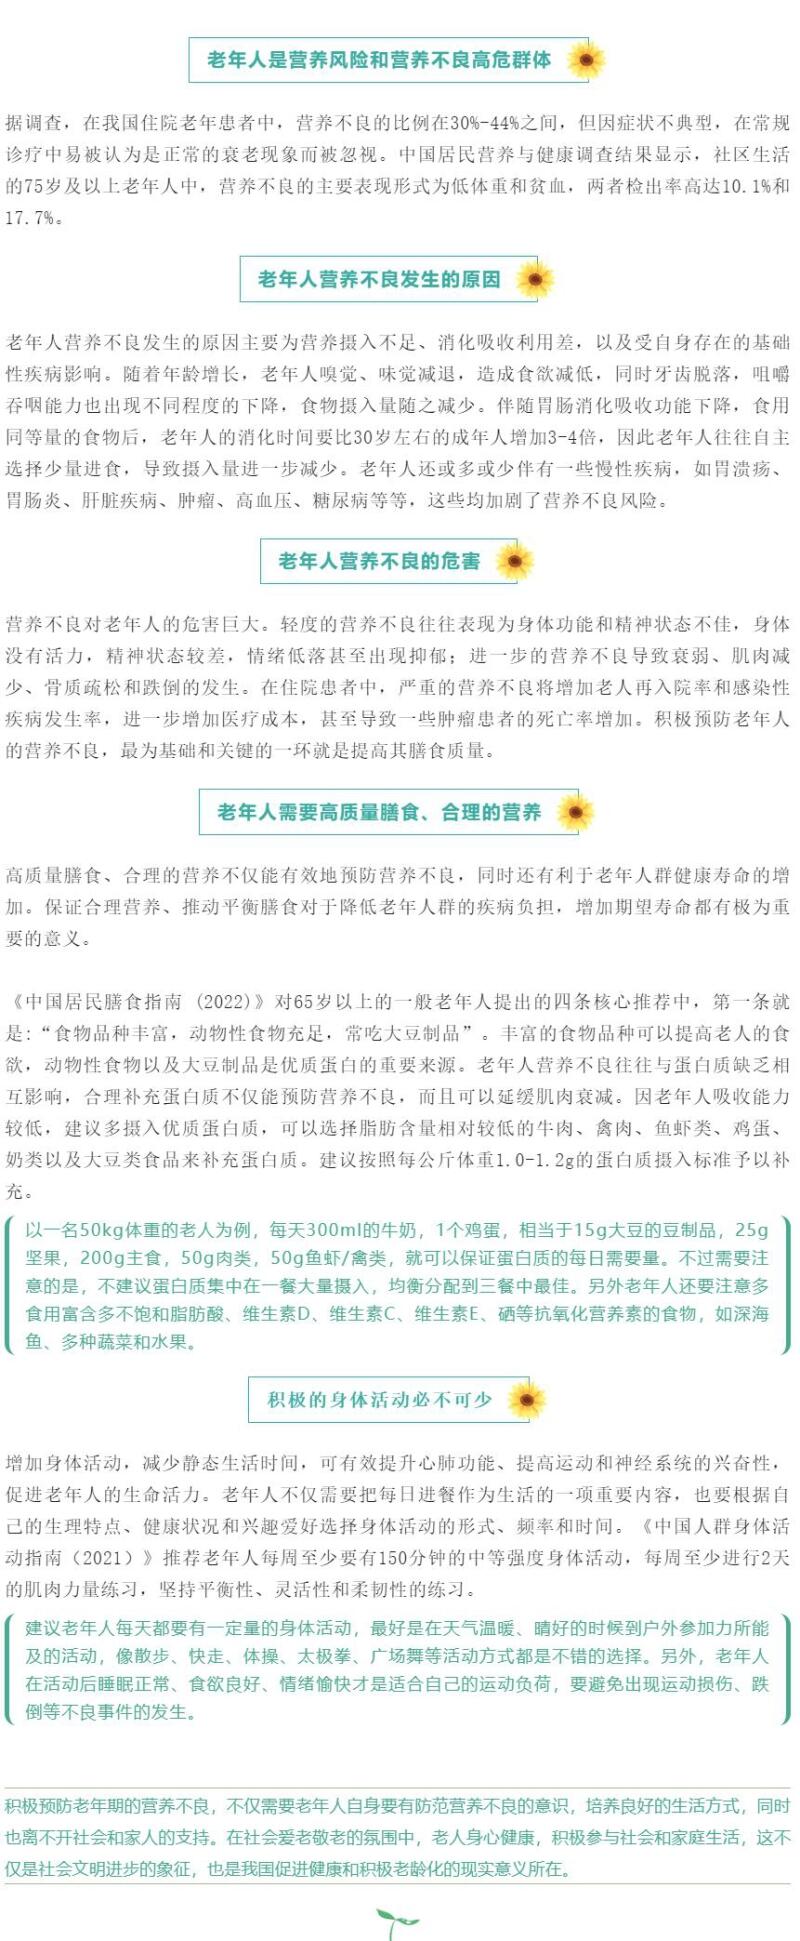 老年人是营养风险和营养不良高危群体
据调查，在我国住院老年患者中，营养不良的比例在30%-44%之间，但因症状不典型，在常规
诊疗中易被认为是正常的衰老现象而被忽视。中国居民营养与健康调查结果显示，社区生活
的75岁及以上老年人中，营养不良的主要表现形式为低体重和贫血，两者检出率高达10.1%和
17.7%。
老年人营养不良发生的原因
老年人营养不良发生的原因主要为营养摄入不足、消化吸收利用差，以及受自身存在的基础
性疾病影响。随着年龄增长，老年人嗅觉、味觉减退，造成食欲减低，同时牙齿脱落，咀嚼
吞咽能力也出现不同程度的下降，食物摄入量随之减少。伴随胃肠消化吸收功能下降，食用
同等量的食物后，老年人的消化时间要比30岁左右的成年人增加3-4倍，因此老年人往往自主
选择少量进食，导致摄入量进一步减少。老年人还或多或少伴有一些慢性疾病，如胃溃疡、
胃肠炎、肝脏疾病、肿瘤、高血压、糖尿病等等，这些均加剧了营养不良风险。
老年人营养不良的危害
营养不良对老年人的危害巨大。轻度的营养不良往往表现为身体功能和精神状态不佳，身体
没有活力，精神状态较差，情绪低落甚至出现抑郁；进一步的营养不良导致衰弱、肌肉减
少、骨质疏松和跌倒的发生。在住院患者中，严重的营养不良将增加老人再入院率和感染性
疾病发生率，进一步增加医疗成本，甚至导致一些肿瘤患者的死亡率增加。积极预防老年人
的营养不良，最为基础和关键的一环就是提高其膳食质量。
老年人需要高质量膳食、合理的营养
高质量膳食、合理的营养不仅能有效地预防营养不良，同时还有利于老年人群健康寿命的增
加。保证合理营养、推动平衡膳食对于降低老年人群的疾病负担，增加期望寿命都有极为重
要的意义。
《中国居民膳食指南 (2022)》对65岁以上的一般老年人提出的四条核心推荐中，第一条就
是:“食物品种丰富，动物性食物充足，常吃大豆制品”。丰富的食物品种可以提高老人的食
欲，动物性食物以及大豆制品是优质蛋白的重要来源。老年人营养不良往往与蛋白质缺乏相
互影响，合理补充蛋白质不仅能预防营养不良，而且可以延缓肌肉衰减。因老年人吸收能力
较低，建议多摄入优质蛋白质，可以选择脂肪含量相对较低的牛肉、禽肉、鱼虾类、鸡蛋、
奶类以及大豆类食品来补充蛋白质。建议按照每公斤体重1.0-1.2g的蛋白质摄入标准予以补
充。
以一名50kg体重的老人为例，每天300ml的牛奶，1个鸡蛋，相当于15g大豆的豆制品，25g
坚果，200g主食，50g肉类，50g鱼虾/禽类，就可以保证蛋白质的每日需要量。不过需要注
意的是，不建议蛋白质集中在一餐大量摄入，均衡分配到三餐中最佳。另外老年人还要注意多
食用富含多不饱和脂肪酸、维生素D、维生素C、维生素E、硒等抗氧化营养素的食物，如深海
鱼、多种蔬菜和水果。
积极的身体活动必不可少
增加身体活动，减少静态生活时间，可有效提升心肺功能、提高运动和神经系统的兴奋性，
促进老年人的生命活力。老年人不仅需要把每日进餐作为生活的一项重要内容，也要根据自
己的生理特点、健康状况和兴趣爱好选择身体活动的形式、频率和时间。《中国人群身体活
动指南（2021）》推荐老年人每周至少要有150分钟的中等强度身体活动，每周至少进行2天
的肌肉力量练习，坚持平衡性、灵活性和柔韧性的练习。
建议老年人每天都要有一定量的身体活动，最好是在天气温暖、晴好的时候到户外参加力所能
及的活动，像散步、快走、体操、太极拳、广场舞等活动方式都是不错的选择。另外，老年人
在活动后睡眠正常、食欲良好、情绪愉快才是适合自己的运动负荷，要避免出现运动损伤、跌
倒等不良事件的发生。
积极预防老年期的营养不良，不仅需要老年人自身要有防范营养不良的意识，培养良好的生活方式，同时
也离不开社会和家人的支持。在社会爱老敬老的氛围中，老人身心健康，积极参与社会和家庭生活，这不
仅是社会文明进步的象征，也是我国促进健康和积极老龄化的现实意义所在。